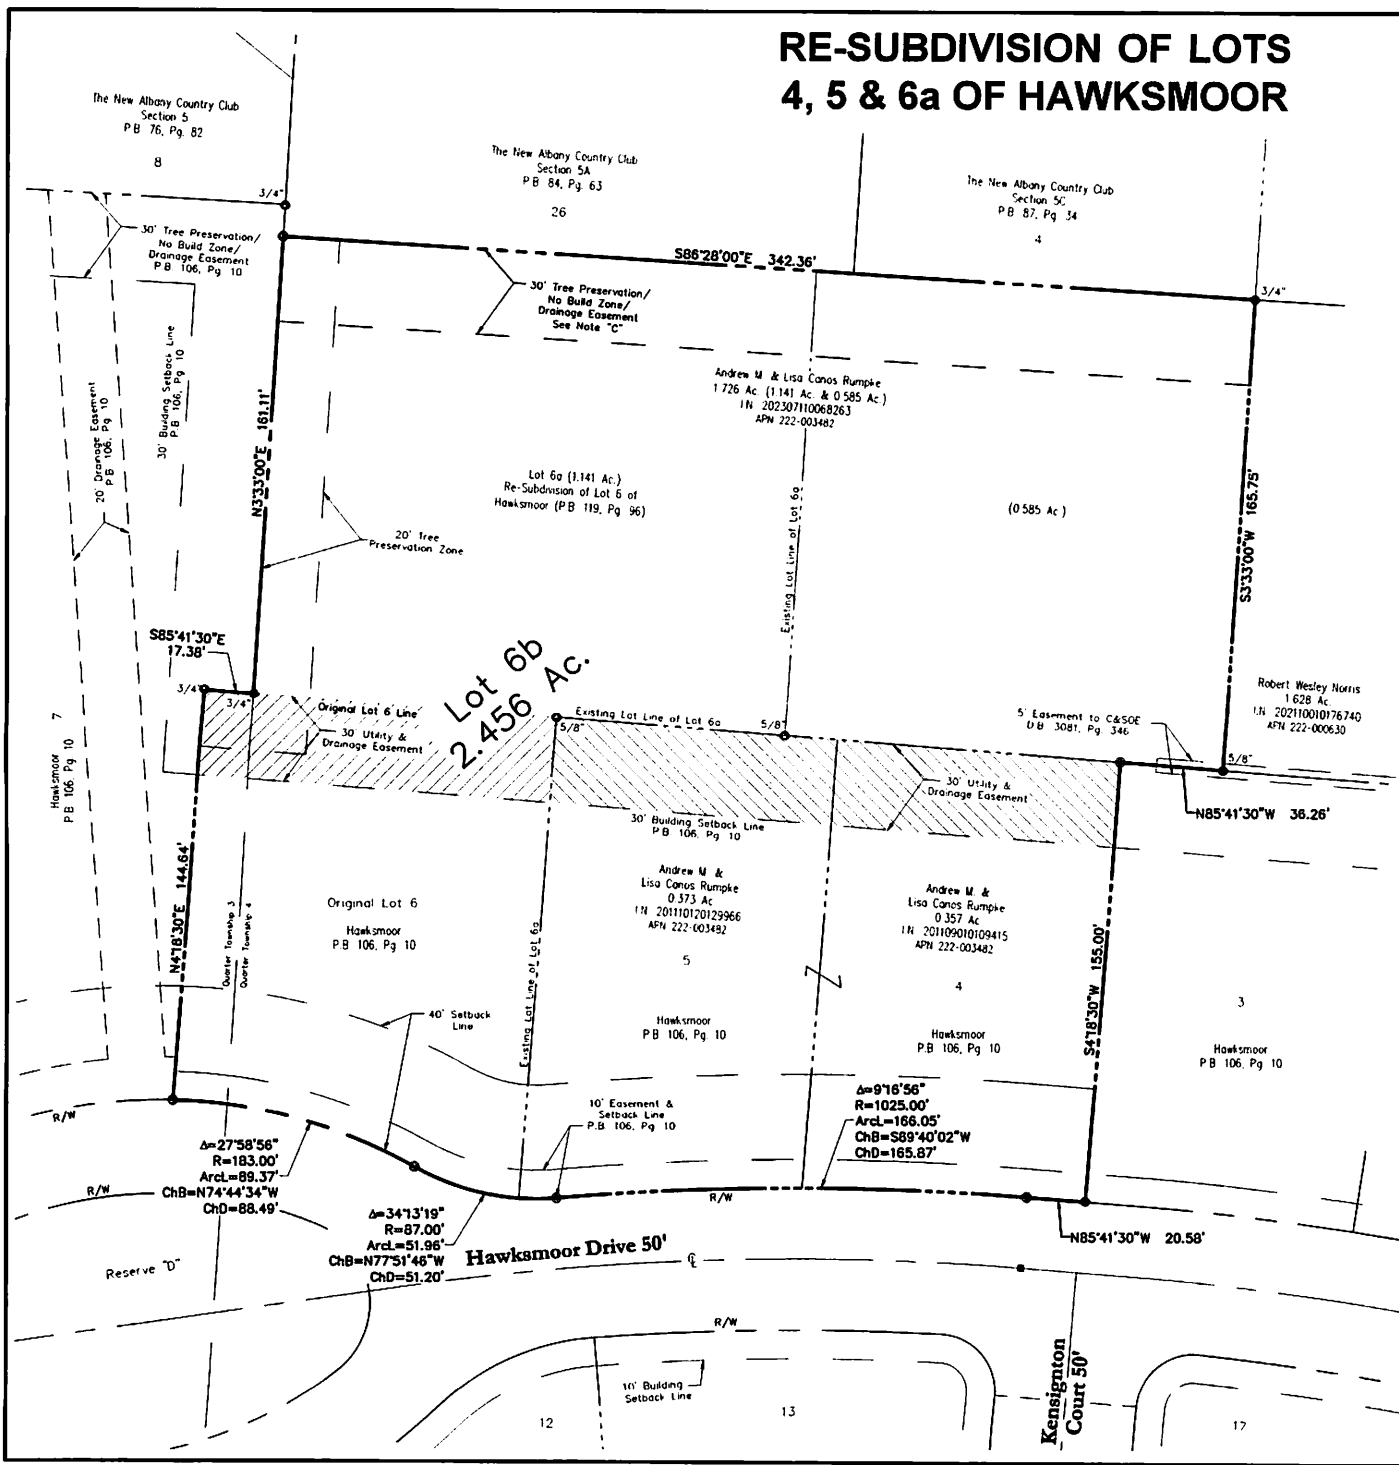 RE-SUBDIVISION OF LOTS
4, 5 & 6a OF HAWKSMOOR
The New Albany Country Club
Section 5
P.B. 76, Pg. 82
8
The New Albany Country Club
Section 5A
P.B. 84, Pg. 63
26
The New Albany Country Club
Section 5C
P.B. 87, Pg. 34
4
3/4"
30' Tree Preservation/
No Build Zone/
Drainage Easement
P.B. 106, Pg 10
S86°28'00"E 342.36'
3/4"
30' Tree Preservation/
No Build Zone/
Drainage Easement
See Note "C"
30' Building Setback Line
P.B. 106, Pg 10
20' Drainage Easement
P.B. 106, Pg. 10
N3°33'00"E 161.11'
Andrew M. & Lisa Canos Rumpke
1.726 Ac. (1.141 Ac. & 0.585 Ac.)
I.N. 202307110068263
APN 222-003482
Lot 6a (1.141 Ac.)
Re-Subdivision of Lot 6 of
Hawksmoor (P.B. 119, Pg. 96)
Existing Lot Line of Lot 6a
(0.585 Ac.)
S3°33'00"W 165.75'
20' Tree
Preservation Zone
S85°41'30"E
17.38'
3/4"
3/4"
Lot 6b
2.456 Ac.
Original Lot 6 Line
30' Utility &
Drainage Easement
Existing Lot Line of Lot 6a
5/8"
5/8"
5' Easement to C&SOE
D.B. 3081, Pg. 346
Robert Wesley Norris
1.628 Ac.
I.N. 202110010176740
APN 222-000630
5/8"
30' Utility &
Drainage Easement
N85°41'30"W 36.26'
7
Hawksmoor
P.B. 106, Pg. 10
30' Building Setback Line
P.B. 106, Pg. 10
N4°18'30"E 144.64'
Quarter Township 3
Quarter Township 4
Original Lot 6
Hawksmoor
P.B. 106, Pg. 10
Existing Lot Line of Lot 6a
Andrew M. &
Lisa Canos Rumpke
0.373 Ac.
I.N. 201110120129966
APN 222-003482
5
Hawksmoor
P.B. 106, Pg. 10
Andrew M. &
Lisa Canos Rumpke
0.357 Ac.
I.N. 201109010109415
APN 222-003482
4
Hawksmoor
P.B. 106, Pg. 10
S4°18'30"W 155.00'
3
Hawksmoor
P.B. 106, Pg. 10
40' Setback
Line
10' Easement &
Setback Line
P.B. 106, Pg. 10
Δ=9°16'56"
R=1025.00'
ArcL=166.05'
ChB=S89°40'02"W
ChD=165.87'
R/W
Δ=27°58'56"
R=183.00'
ArcL=89.37'
ChB=N74°44'34"W
ChD=88.49'
R/W
R/W
Δ=34°13'19"
R=87.00'
ArcL=51.96'
ChB=N77°51'46"W
ChD=51.20'
Hawksmoor Drive 50'
℄
N85°41'30"W 20.58'
Reserve "D"
R/W
10' Building
Setback Line
Kensignton
Court 50'
12
13
17